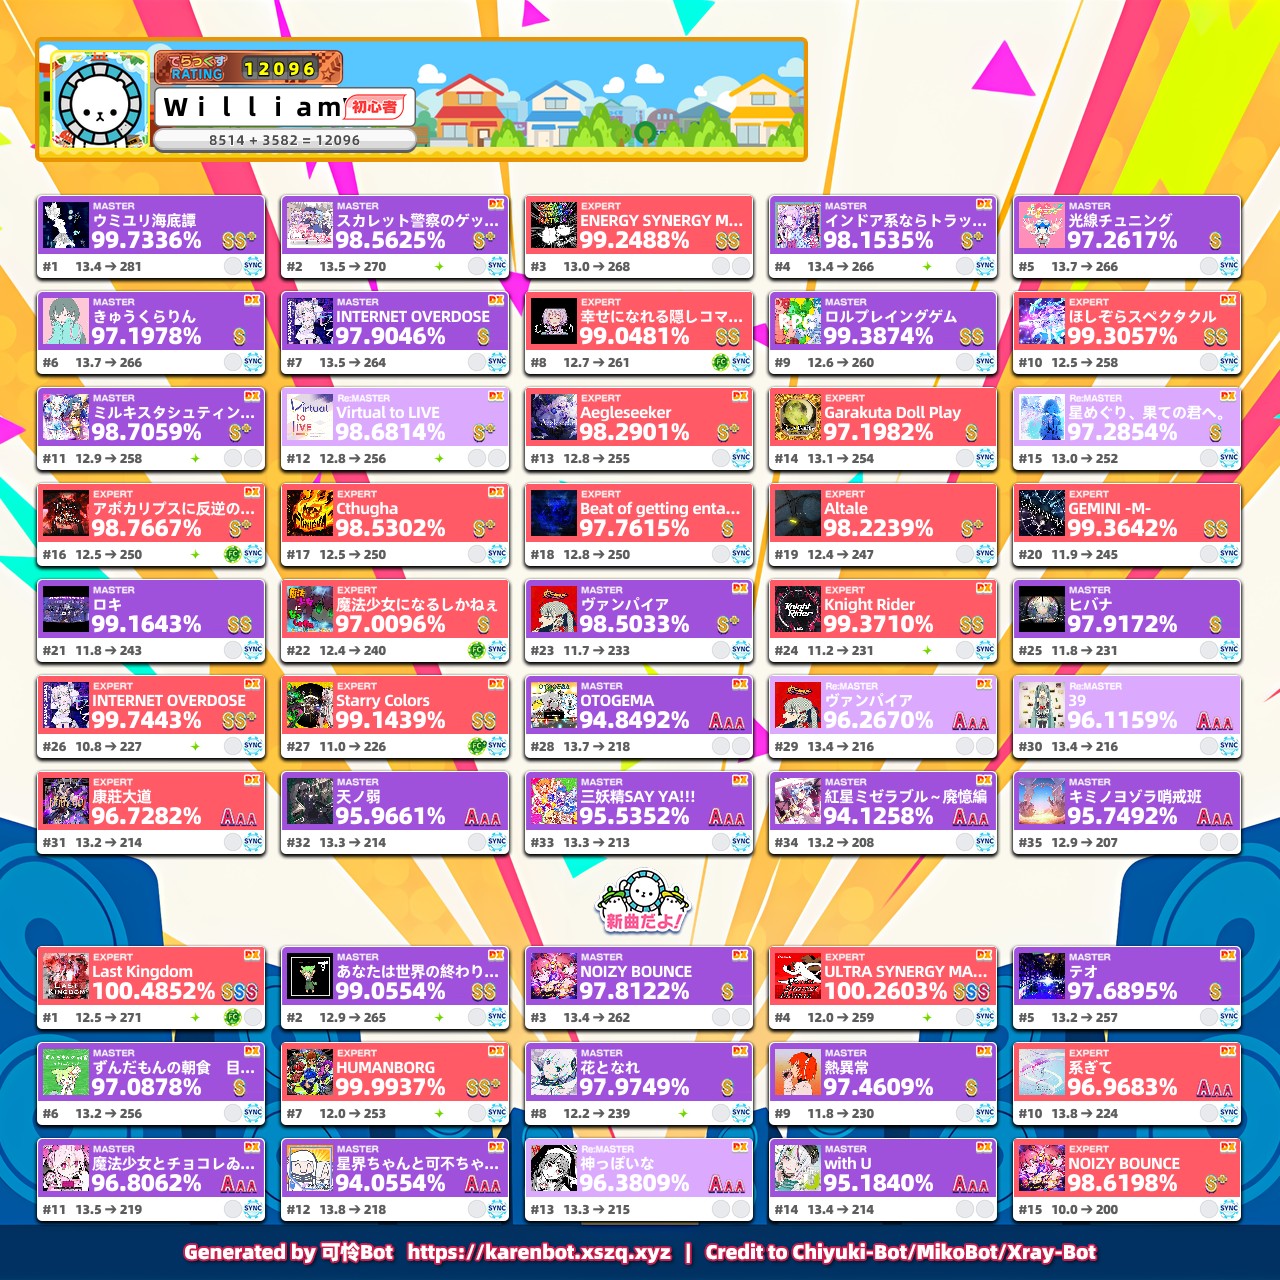 でらっくす
RATING 12096
William 初心者
8514 + 3582 = 12096
MASTER
ウミユリ海底譚
99.7336% SS+
#1 13.4→281 SYNC
MASTER DX
スカレット警察のゲッ...
98.5625% S+
#2 13.5→270 SYNC
EXPERT
ENERGY SYNERGY M...
99.2488% SS
#3 13.0→268
MASTER DX
インドア系ならトラッ...
98.1535% S+
#4 13.4→266 SYNC
MASTER
光線チューニング
97.2617% S
#5 13.7→266 SYNC
MASTER DX
きゅうくらりん
97.1978% S
#6 13.7→266 SYNC
MASTER DX
INTERNET OVERDOSE
97.9046% S
#7 13.5→264 SYNC
EXPERT
幸せになれる隠しコマ...
99.0481% SS
#8 12.7→261 FC SYNC
MASTER
ロールプレイングゲーム
99.3874% SS
#9 12.6→260 SYNC
EXPERT DX
ほしぞらスペクタクル
99.3057% SS
#10 12.5→258 SYNC
MASTER DX
ミルキースターシューティン...
98.7059% S+
#11 12.9→258
Re:MASTER
Virtual to LIVE
98.6814% S+
#12 12.8→256
EXPERT DX
Aegleseeker
98.2901% S+
#13 12.8→255 SYNC
EXPERT
Garakuta Doll Play
97.1982% S
#14 13.1→254 SYNC
Re:MASTER DX
星めぐり、果ての君へ。
97.2854% S
#15 13.0→252 SYNC
EXPERT DX
アポカリプスに反逆の...
98.7667% S+
#16 12.5→250 FC SYNC
EXPERT DX
Cthugha
98.5302% S+
#17 12.5→250 SYNC
EXPERT
Beat of getting enta...
97.7615% S
#18 12.8→250
EXPERT
Altale
98.2239% S+
#19 12.4→247 SYNC
EXPERT
GEMINI -M-
99.3642% SS
#20 11.9→245 SYNC
MASTER
ロキ
99.1643% SS
#21 11.8→243 SYNC
EXPERT
魔法少女になるしかねぇ
97.0096% S
#22 12.4→240 FC SYNC
MASTER DX
ヴァンパイア
98.5033% S+
#23 11.7→233 SYNC
EXPERT DX
Knight Rider
99.3710% SS
#24 11.2→231 SYNC
MASTER
ヒバナ
97.9172% S
#25 11.8→231 SYNC
EXPERT DX
INTERNET OVERDOSE
99.7443% SS+
#26 10.8→227 SYNC
EXPERT DX
Starry Colors
99.1439% SS
#27 11.0→226 FC+ SYNC
MASTER DX
OTOGEMA
94.8492% AAA
#28 13.7→218
Re:MASTER DX
ヴァンパイア
96.2670% AAA
#29 13.4→216
Re:MASTER
39
96.1159% AAA
#30 13.4→216 SYNC
EXPERT DX
康莊大道
96.7282% AAA
#31 13.2→214 SYNC
MASTER
天ノ弱
95.9661% AAA
#32 13.3→214 SYNC
MASTER DX
三妖精SAY YA!!!
95.5352% AAA
#33 13.3→213 SYNC
MASTER
紅星ミゼラブル～廃憶編
94.1258% AAA
#34 13.2→208 SYNC
MASTER
キミノヨゾラ哨戒班
95.7492% AAA
#35 12.9→207
新曲だよ!
EXPERT DX
Last Kingdom
100.4852% SSS
#1 12.5→271 FC
MASTER DX
あなたは世界の終わり...
99.0554% SS
#2 12.9→265 SYNC
MASTER DX
NOIZY BOUNCE
97.8122% S
#3 13.4→262
EXPERT DX
ULTRA SYNERGY MA...
100.2603% SSS
#4 12.0→259 SYNC
MASTER DX
テオ
97.6895% S
#5 13.2→257 SYNC
MASTER DX
ずんだもんの朝食　目...
97.0878% S
#6 13.2→256 SYNC
EXPERT DX
HUMANBORG
99.9937% SS+
#7 12.0→253 SYNC
MASTER DX
花となれ
97.9749% S
#8 12.2→239 SYNC
MASTER DX
熱異常
97.4609% S
#9 11.8→230 SYNC
EXPERT DX
系ぎて
96.9683% AAA
#10 13.8→224 SYNC
MASTER DX
魔法少女とチョコレゐ...
96.8062% AAA
#11 13.5→219 SYNC
MASTER DX
星界ちゃんと可不ちゃ...
94.0554% AAA
#12 13.8→218 SYNC
Re:MASTER DX
神っぽいな
96.3809% AAA
#13 13.3→215 SYNC
MASTER DX
with U
95.1840% AAA
#14 13.4→214
EXPERT DX
NOIZY BOUNCE
98.6198% S+
#15 10.0→200 SYNC
Generated by 可怜Bot https://karenbot.xszq.xyz | Credit to Chiyuki-Bot/MikoBot/Xray-Bot